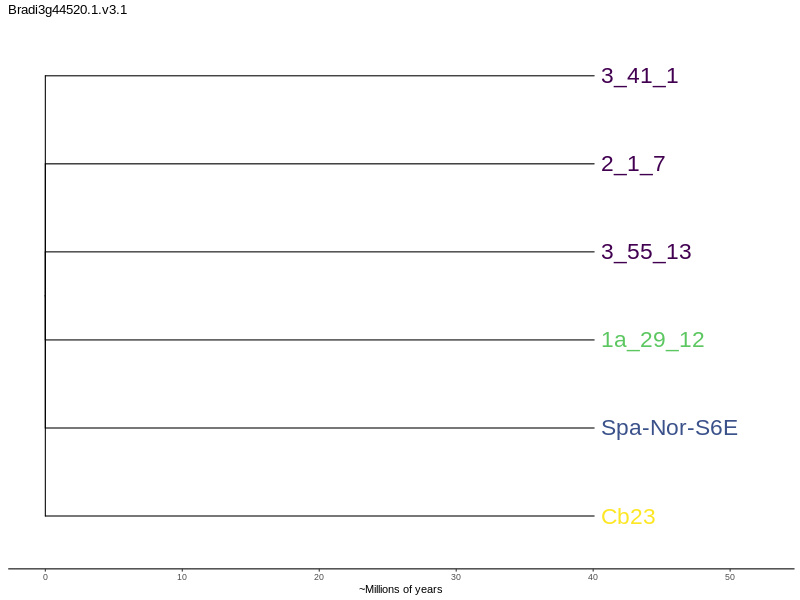 Bradi3g44520.1.v3.1
3_41_1
2_1_7
3_55_13
1a_29_12
Spa-Nor-S6E
Cb23
0 10 20 30 40 50
~Millions of years